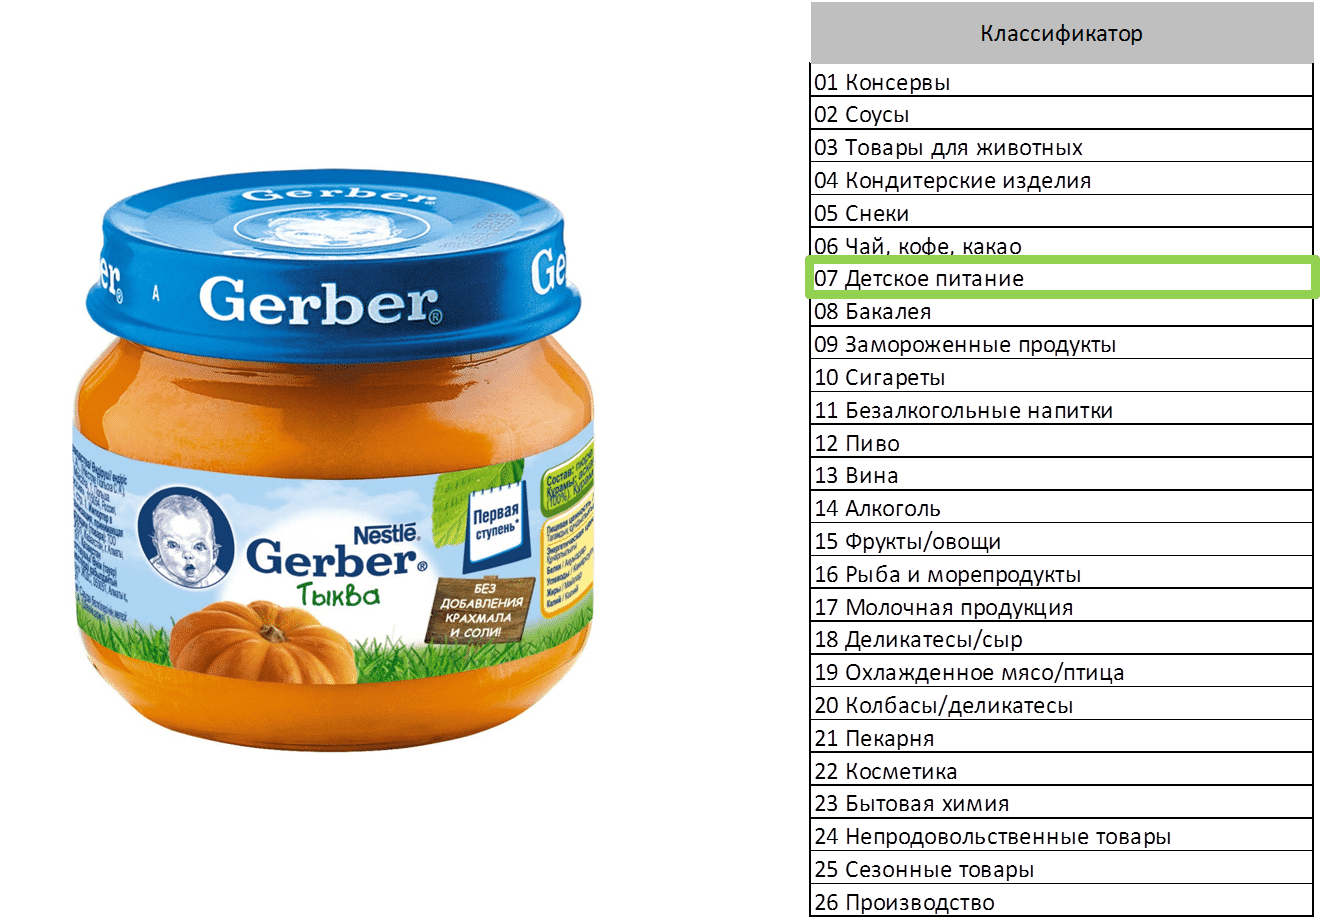 Gerber
Gerber®
Ger
er®
A
Первая
ступень*
Nestlé®
Gerber®
Тыква
БЕЗ
ДОБАВЛЕНИЯ
КРАХМАЛА
И СОЛИ!
Состав:
Классификатор
01 Консервы
02 Соусы
03 Товары для животных
04 Кондитерские изделия
05 Снеки
06 Чай, кофе, какао
07 Детское питание
08 Бакалея
09 Замороженные продукты
10 Сигареты
11 Безалкогольные напитки
12 Пиво
13 Вина
14 Алкоголь
15 Фрукты/овощи
16 Рыба и морепродукты
17 Молочная продукция
18 Деликатесы/сыр
19 Охлажденное мясо/птица
20 Колбасы/деликатесы
21 Пекарня
22 Косметика
23 Бытовая химия
24 Непродовольственные товары
25 Сезонные товары
26 Производство